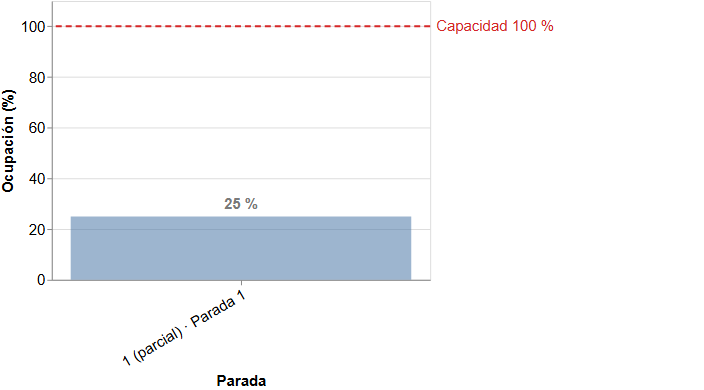 100
Capacidad 100 %
80
60
40
25 %
20
0
Ocupación (%)
1 (parcial) · Parada 1
Parada